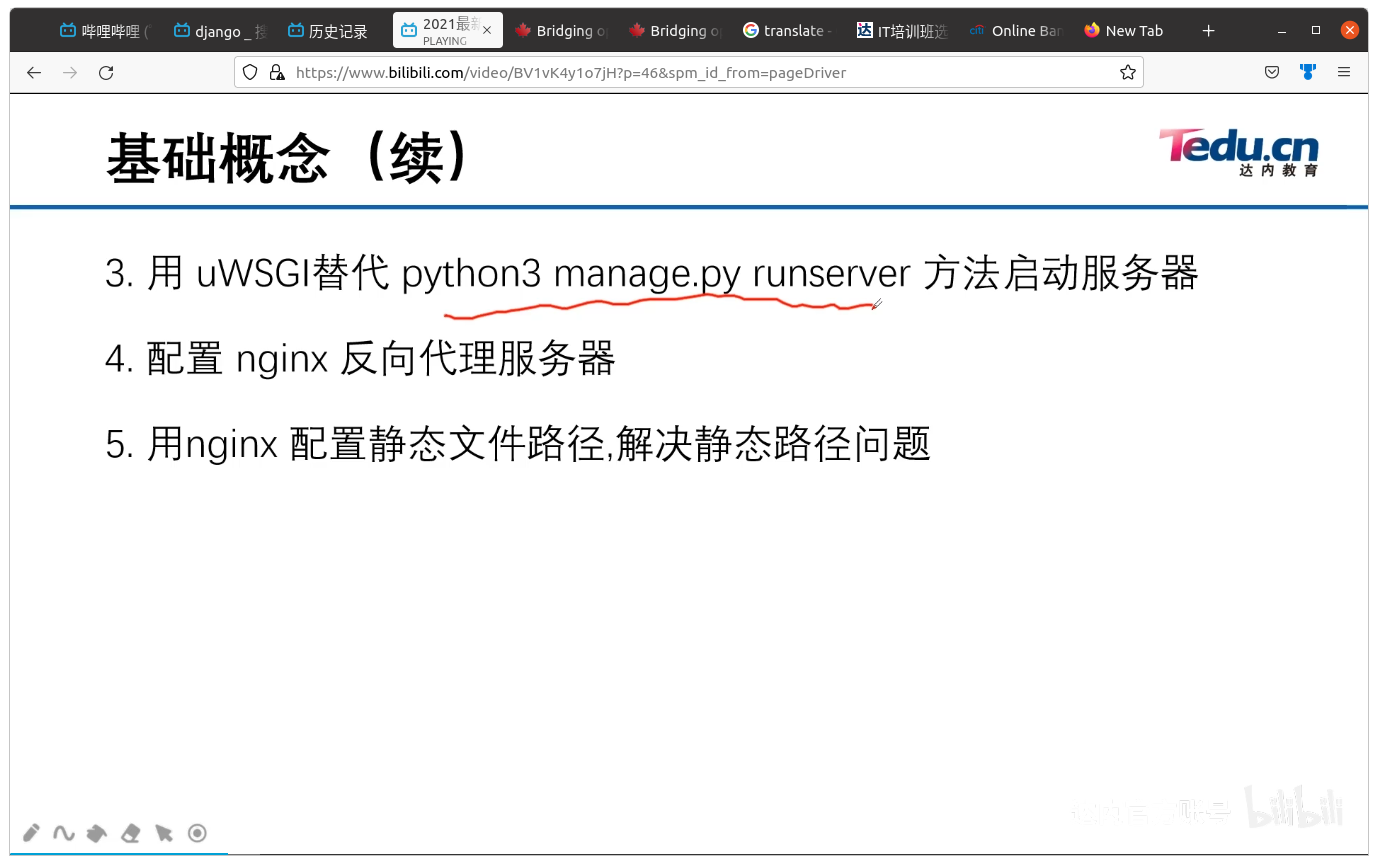 哔哩哔哩 (
django _ 搜
历史记录
2021最新
PLAYING
Bridging o
Bridging o
translate -
IT培训班选
citi
Online Ban
New Tab
https://www.bilibili.com/video/BV1vK4y1o7jH?p=46&spm_id_from=pageDriver
基础概念（续）
Tedu.cn
达内教育
3. 用 uWSGI替代 python3 manage.py runserver 方法启动服务器
4. 配置 nginx 反向代理服务器
5. 用nginx 配置静态文件路径,解决静态路径问题
bilibili